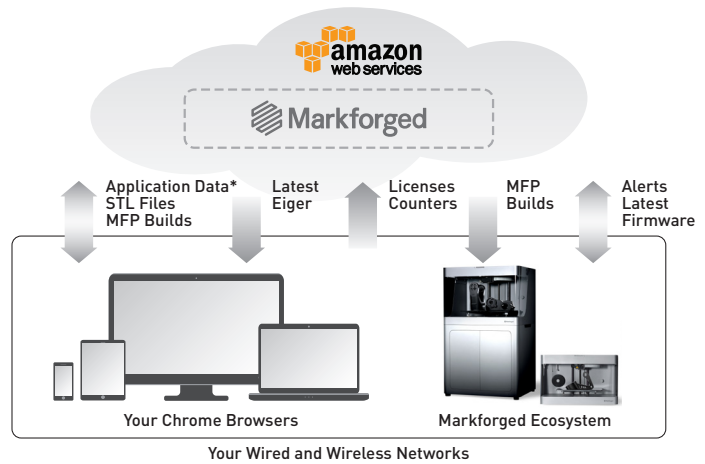 amazon
web services
Markforged
Application Data*
STL Files
MFP Builds
Latest
Eiger
Licenses
Counters
MFP
Builds
Alerts
Latest
Firmware
Your Chrome Browsers
Markforged Ecosystem
Your Wired and Wireless Networks